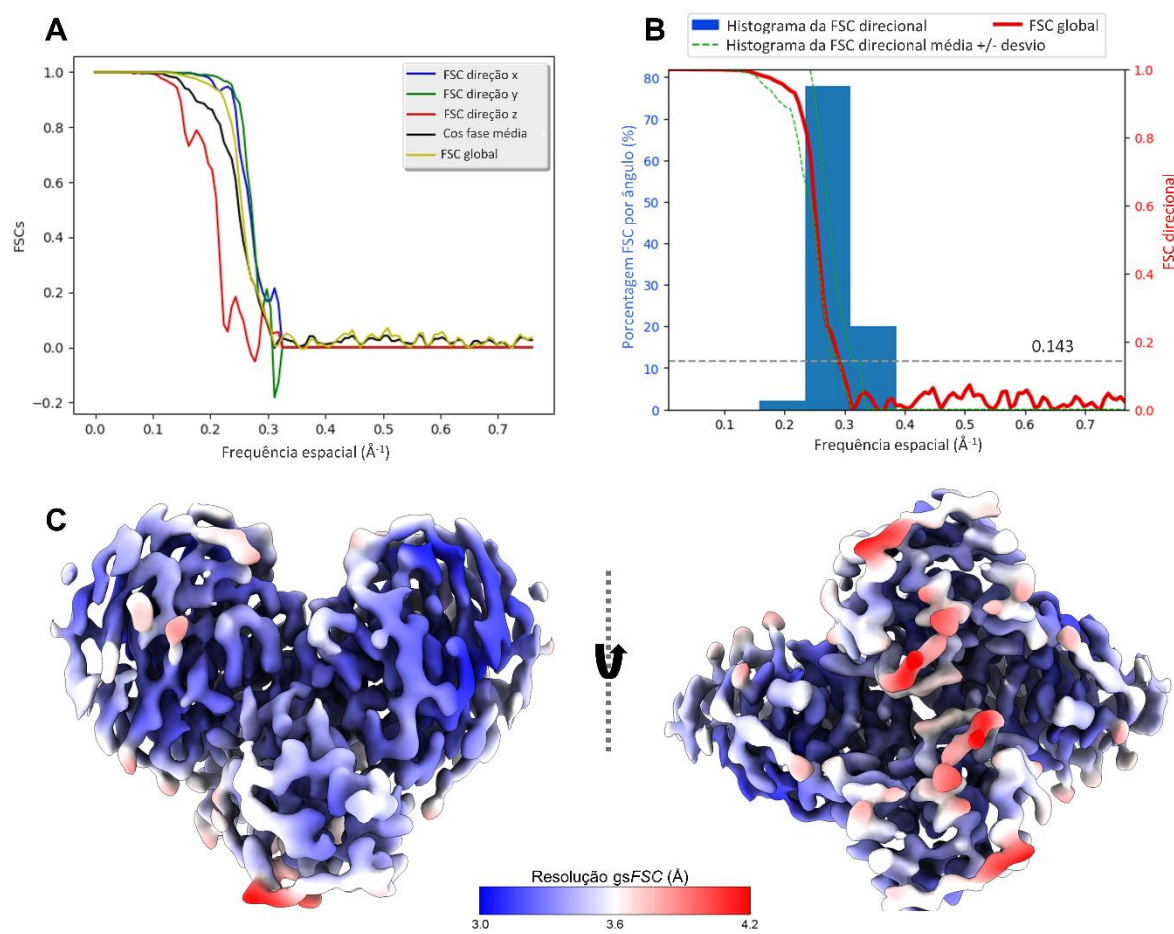 A
FSC direção x
FSC direção y
FSC direção z
Cos fase média
FSC global
1.0
0.8
0.6
0.4
0.2
0.0
−0.2
FSCs
0.0 0.1 0.2 0.3 0.4 0.5 0.6 0.7
Frequência espacial (Å⁻¹)
B
Histograma da FSC direcional
FSC global
Histograma da FSC direcional média +/- desvio
80
70
60
50
40
30
20
10
0
Porcentagem FSC por ângulo (%)
0.143
1.0
0.8
0.6
0.4
0.2
0.0
FSC direcional
0.1 0.2 0.3 0.4 0.5 0.6 0.7
Frequência espacial (Å⁻¹)
C
Resolução gsFSC (Å)
3.0 3.6 4.2